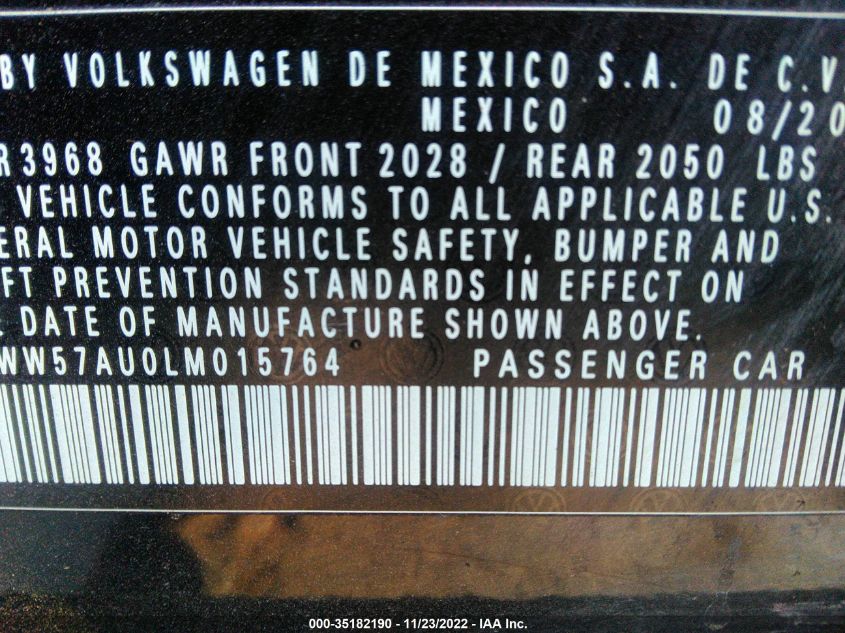 BY VOLKSWAGEN DE MEXICO S.A. DE C.V.
MEXICO 08/20
R 3968 GAWR FRONT 2028 / REAR 2050 LBS
VEHICLE CONFORMS TO ALL APPLICABLE U.S.
ERAL MOTOR VEHICLE SAFETY, BUMPER AND
FT PREVENTION STANDARDS IN EFFECT ON
DATE OF MANUFACTURE SHOWN ABOVE.
WW57AU0LM015764 PASSENGER CAR
000-35182190 - 11/23/2022 - IAA Inc.